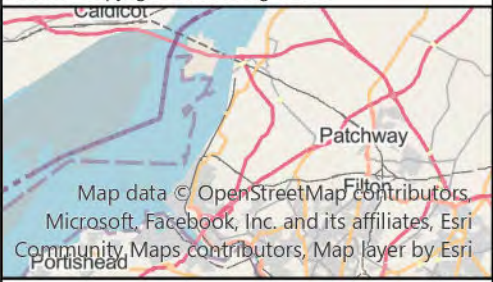 Caldicot
Patchway
Filton
Map data © OpenStreetMap contributors,
Microsoft, Facebook, Inc. and its affiliates, Esri
Community Maps contributors, Map layer by Esri
Portishead